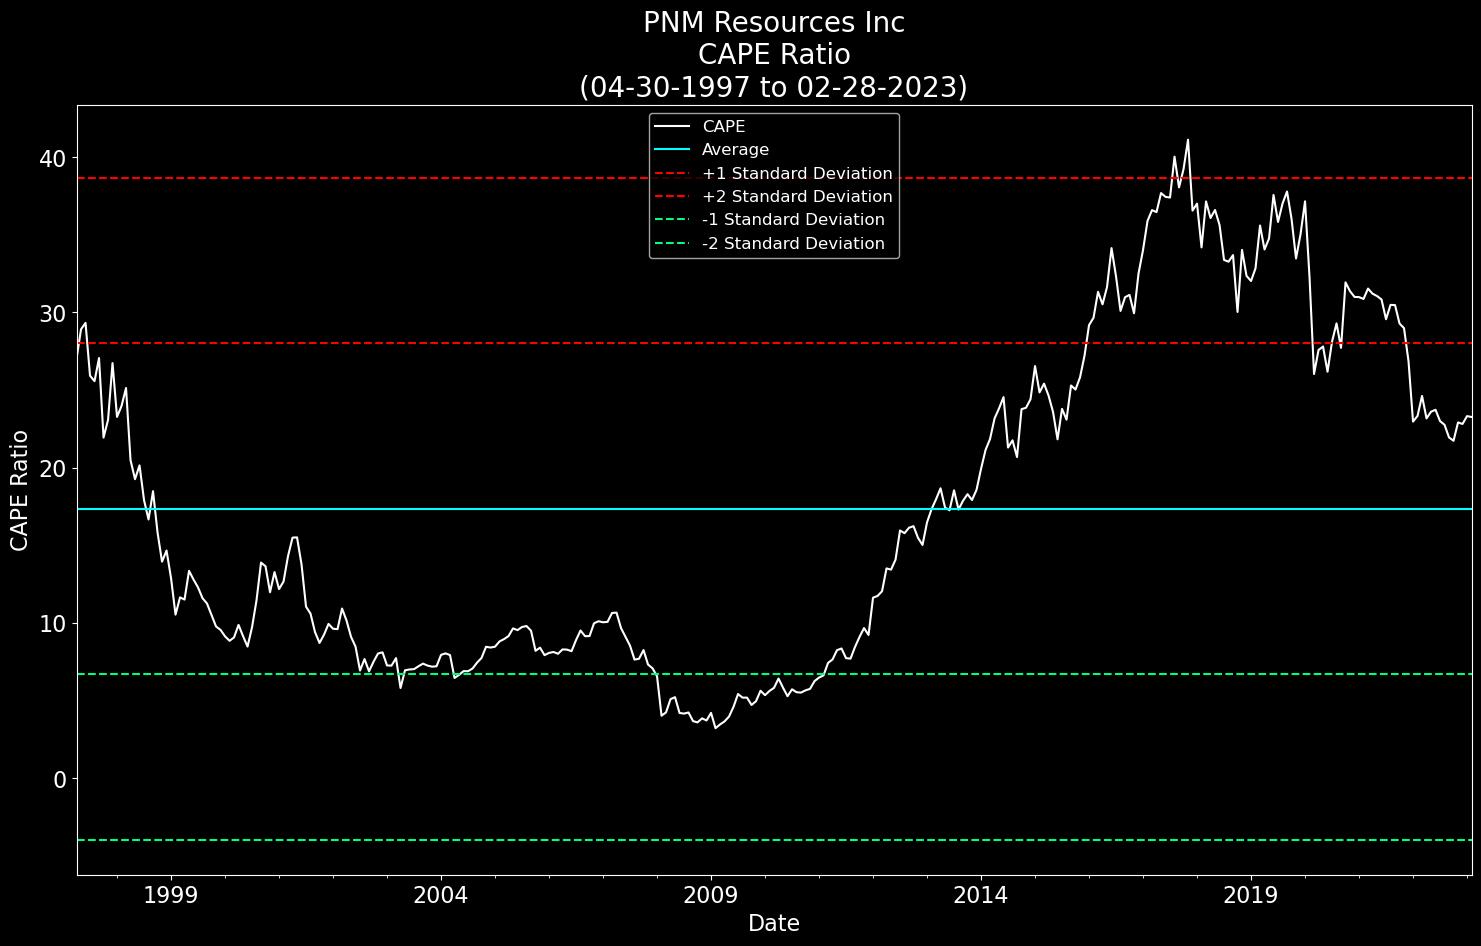 PNM Resources Inc
CAPE Ratio
(04-30-1997 to 02-28-2023)
CAPE
Average
+1 Standard Deviation
+2 Standard Deviation
-1 Standard Deviation
-2 Standard Deviation
40
30
20
10
0
CAPE Ratio
1999 2004 2009 2014 2019
Date